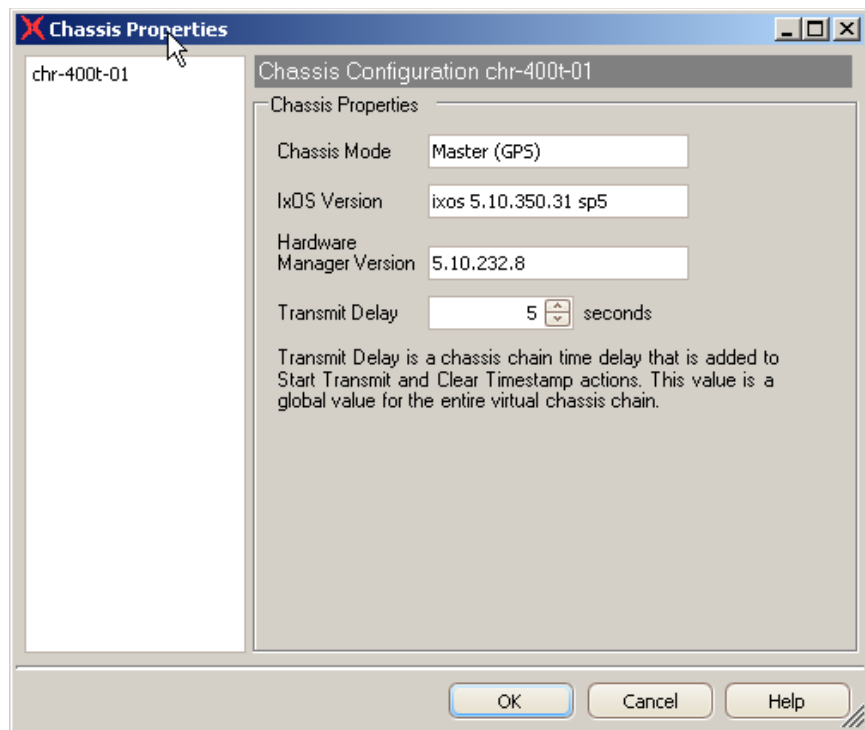 Chassis Properties
chr-400t-01
Chassis Configuration chr-400t-01
Chassis Properties
Chassis Mode Master (GPS)
IxOS Version ixos 5.10.350.31 sp5
Hardware
Manager Version 5.10.232.8
Transmit Delay 5 seconds
Transmit Delay is a chassis chain time delay that is added to
Start Transmit and Clear Timestamp actions. This value is a
global value for the entire virtual chassis chain.
OK Cancel Help